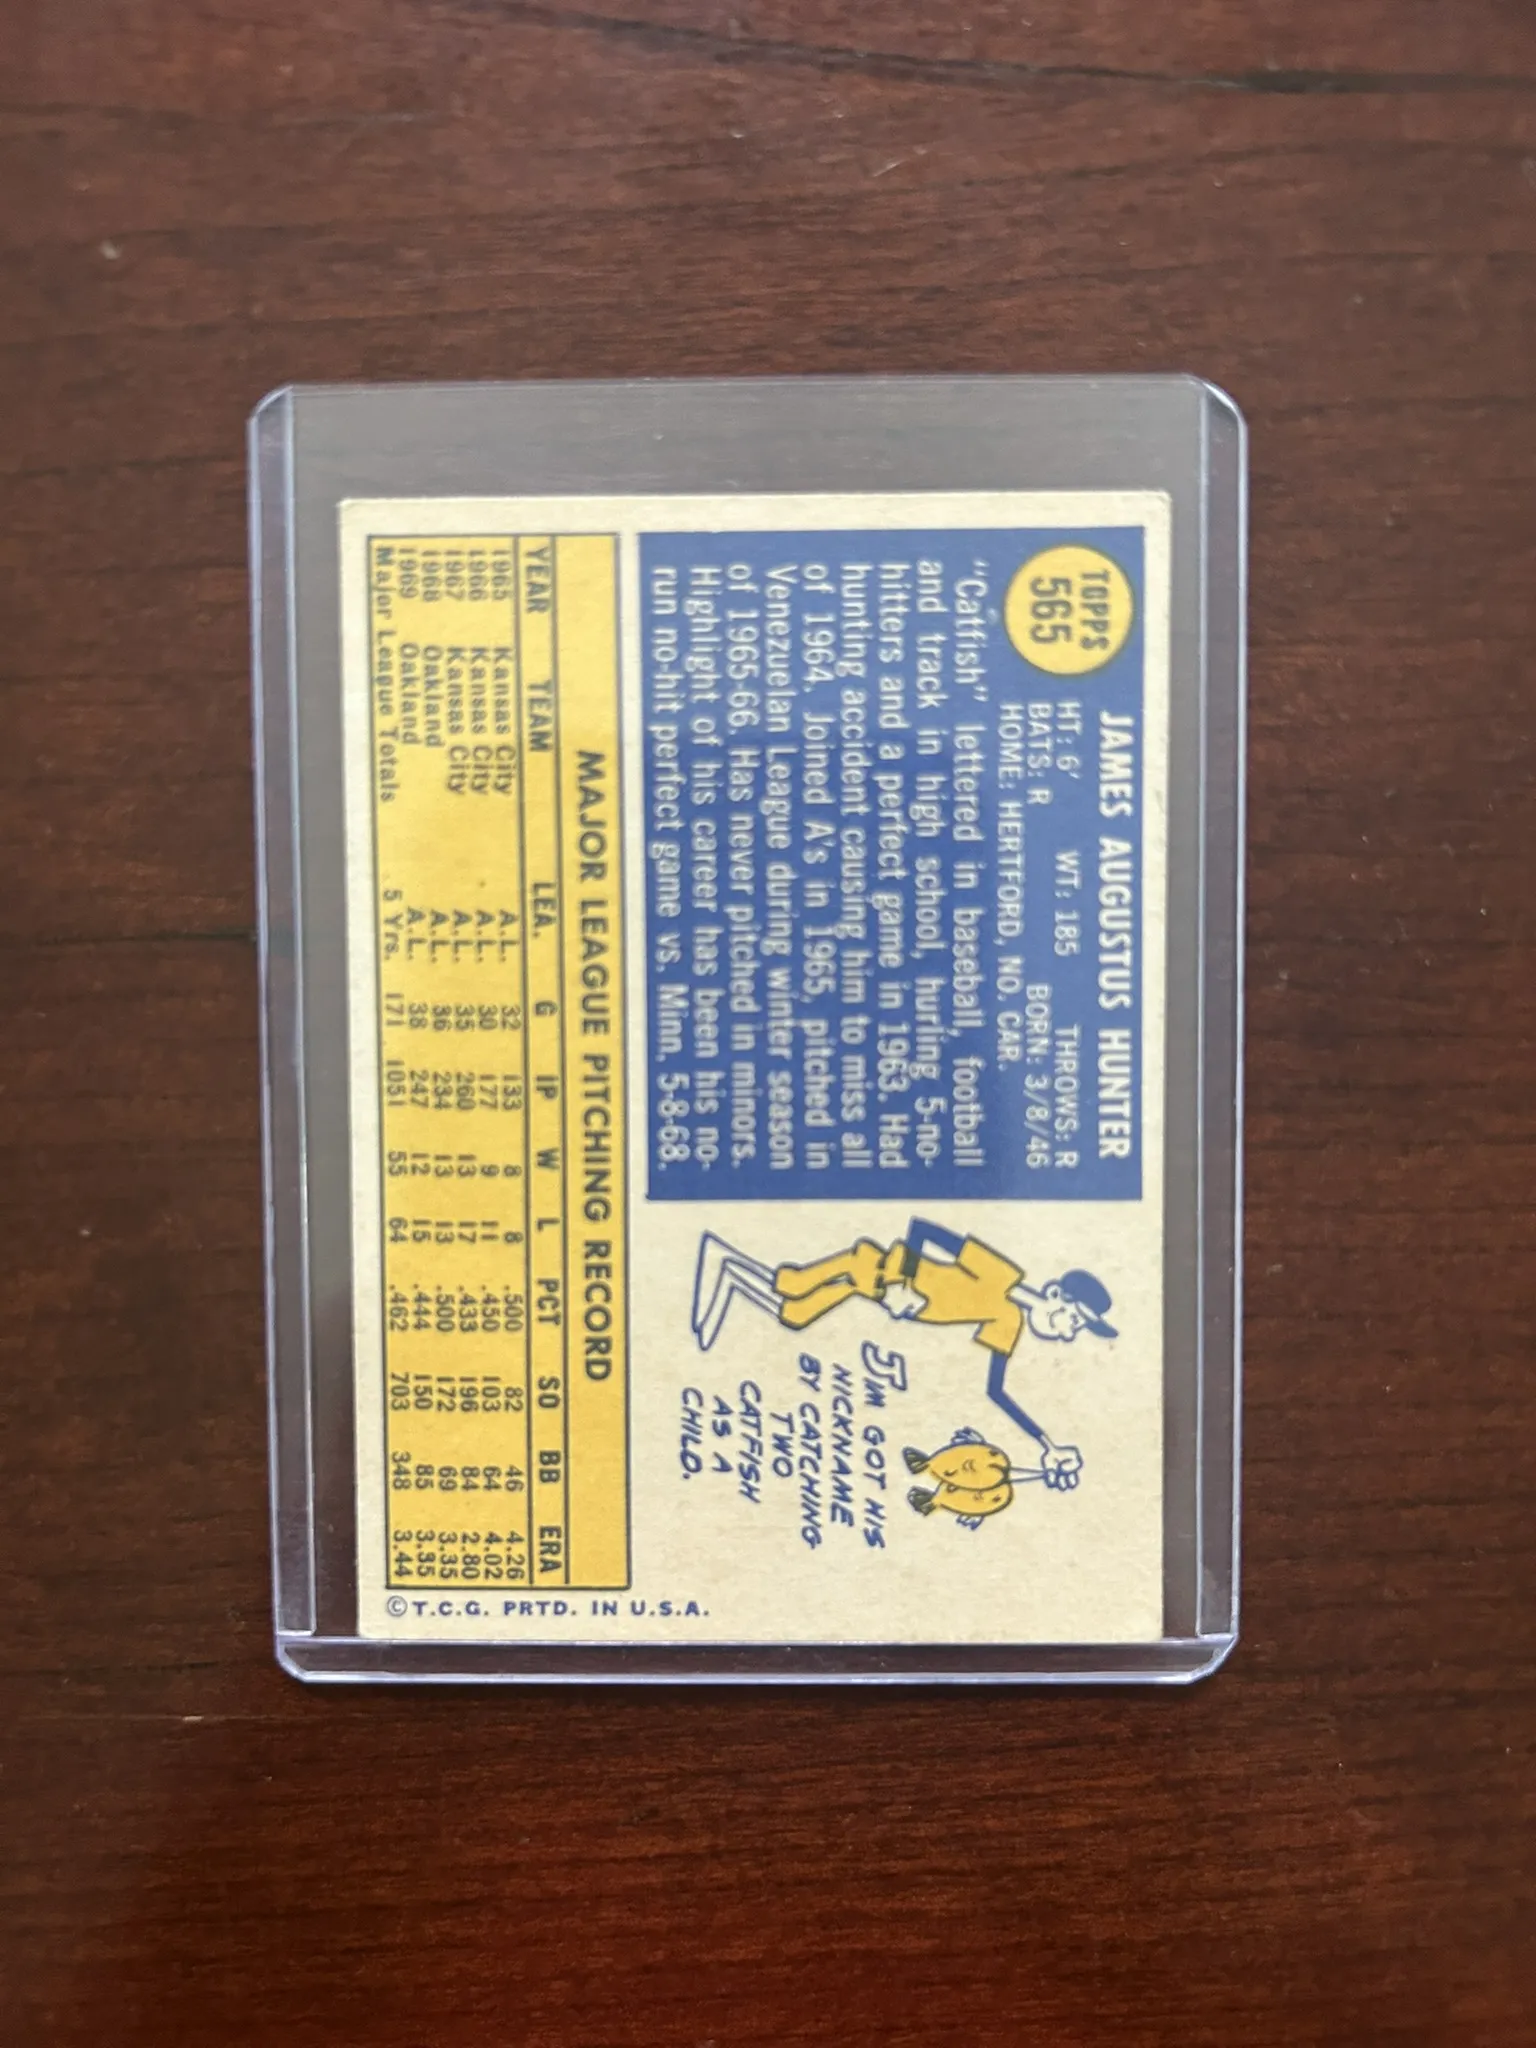 TOPPS
565
JAMES AUGUSTUS HUNTER
HT: 6' WT: 185 THROWS: R
BATS: R BORN: 3/8/46
HOME: HERTFORD, NO. CAR.
"Catfish" lettered in baseball, football
and track in high school, hurling 5-no-
hitters and a perfect game in 1963. Had
hunting accident causing him to miss all
of 1964. Joined A's in 1965, pitched in
Venezuelan League during winter season
of 1965-66. Has never pitched in minors.
Highlight of his career has been his no-
run no-hit perfect game vs. Minn. 5-8-68.
JIM GOT HIS
NICKNAME
BY CATCHING
TWO
CATFISH
AS A
CHILD.
MAJOR LEAGUE PITCHING RECORD
YEAR TEAM LEA. G IP W L PCT SO BB ERA
1965 Kansas City A.L. 32 133 8 8 .500 82 46 4.26
1966 Kansas City A.L. 30 177 9 11 .450 103 64 4.02
1967 Kansas City A.L. 35 260 13 17 .433 196 84 2.80
1968 Oakland A.L. 36 234 13 13 .500 172 69 3.35
1969 Oakland A.L. 38 247 12 15 .444 150 85 3.35
Major League Totals 5 Yrs. 171 1051 55 64 .462 703 348 3.44
© T.C.G. PRTD. IN U.S.A.